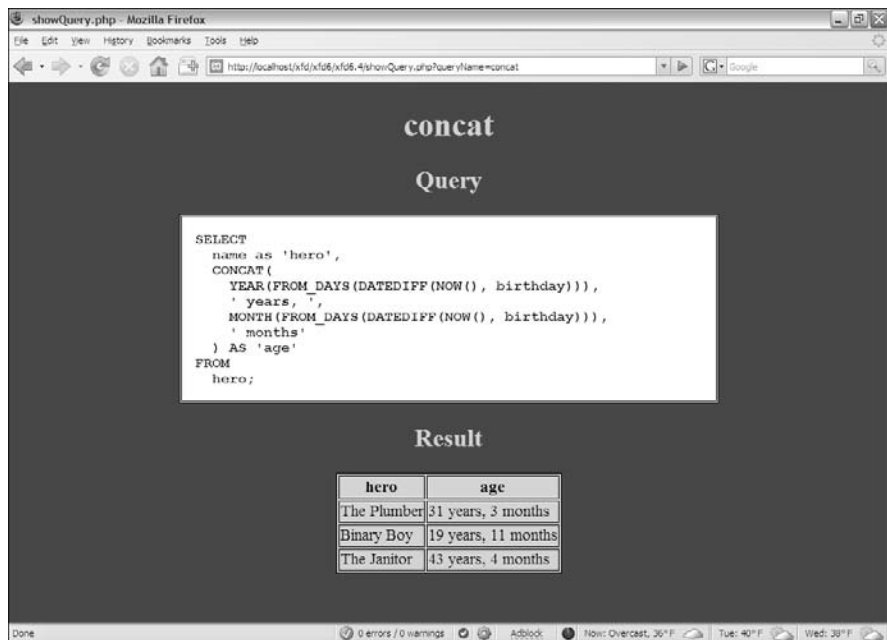 showQuery.php - Mozilla Firefox
File Edit View History Bookmarks Tools Help
http://localhost/xfd/xfd6/xfd6.4/showQuery.php?queryName=concat
G Google
concat
Query
SELECT
  name as 'hero',
  CONCAT(
    YEAR(FROM_DAYS(DATEDIFF(NOW(), birthday))),
    ' years, ',
    MONTH(FROM_DAYS(DATEDIFF(NOW(), birthday))),
    ' months'
  ) AS 'age'
FROM
  hero;
Result
hero age
The Plumber 31 years, 3 months
Binary Boy 19 years, 11 months
The Janitor 43 years, 4 months
Done 0 errors / 0 warnings Adblock Now: Overcast, 36° F Tue: 40° F Wed: 38° F